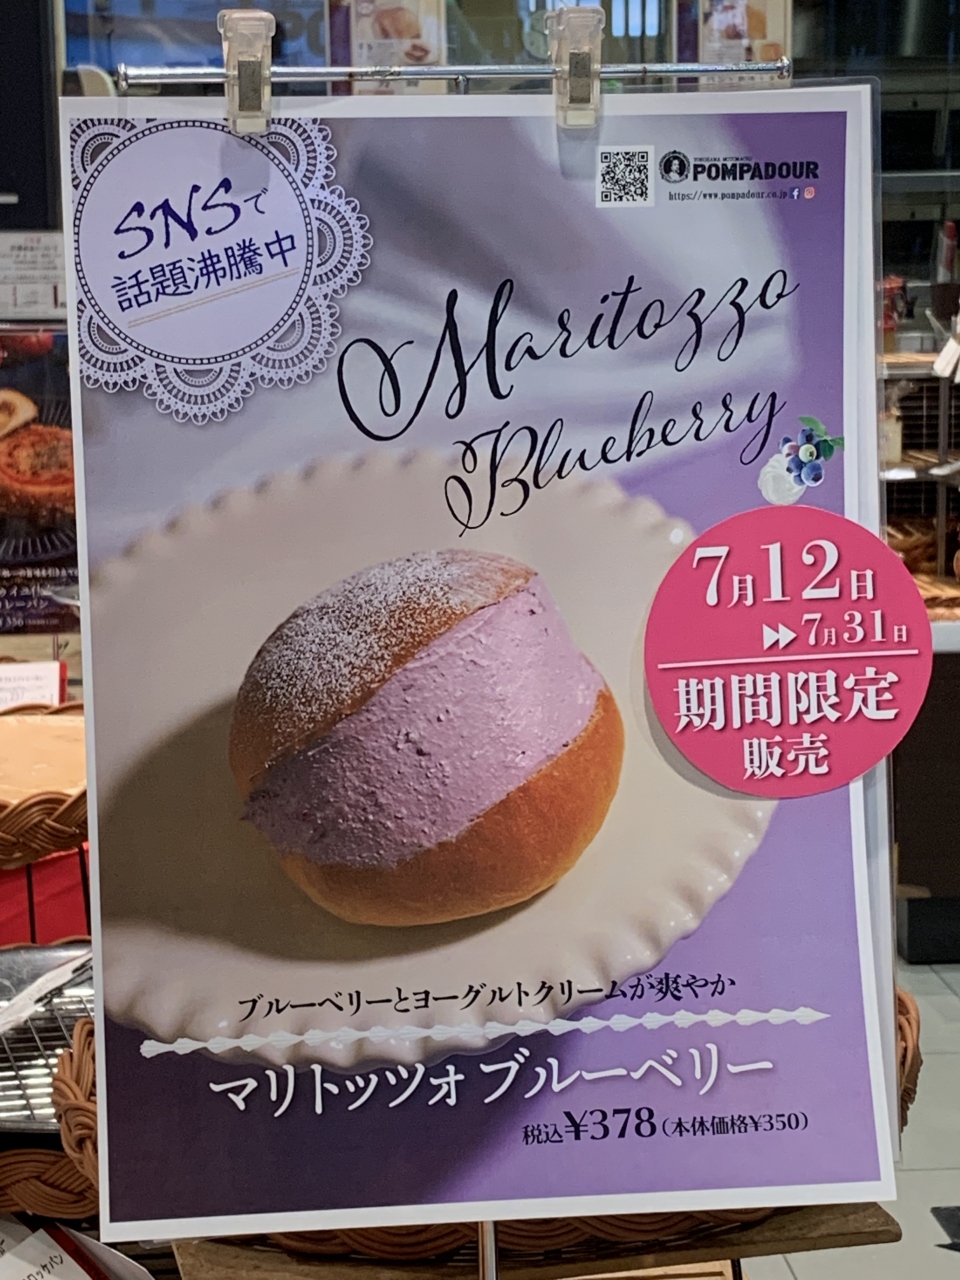 SNSで
話題沸騰中
YOKOHAMA MOTOMACHI
POMPADOUR
https://www.pompadour.co.jp
Maritozzo
Blueberry
7月12日
7月31日
期間限定
販売
ブルーベリーとヨーグルトクリームが爽やか
マリトッツォ ブルーベリー
税込¥378(本体価格¥350)